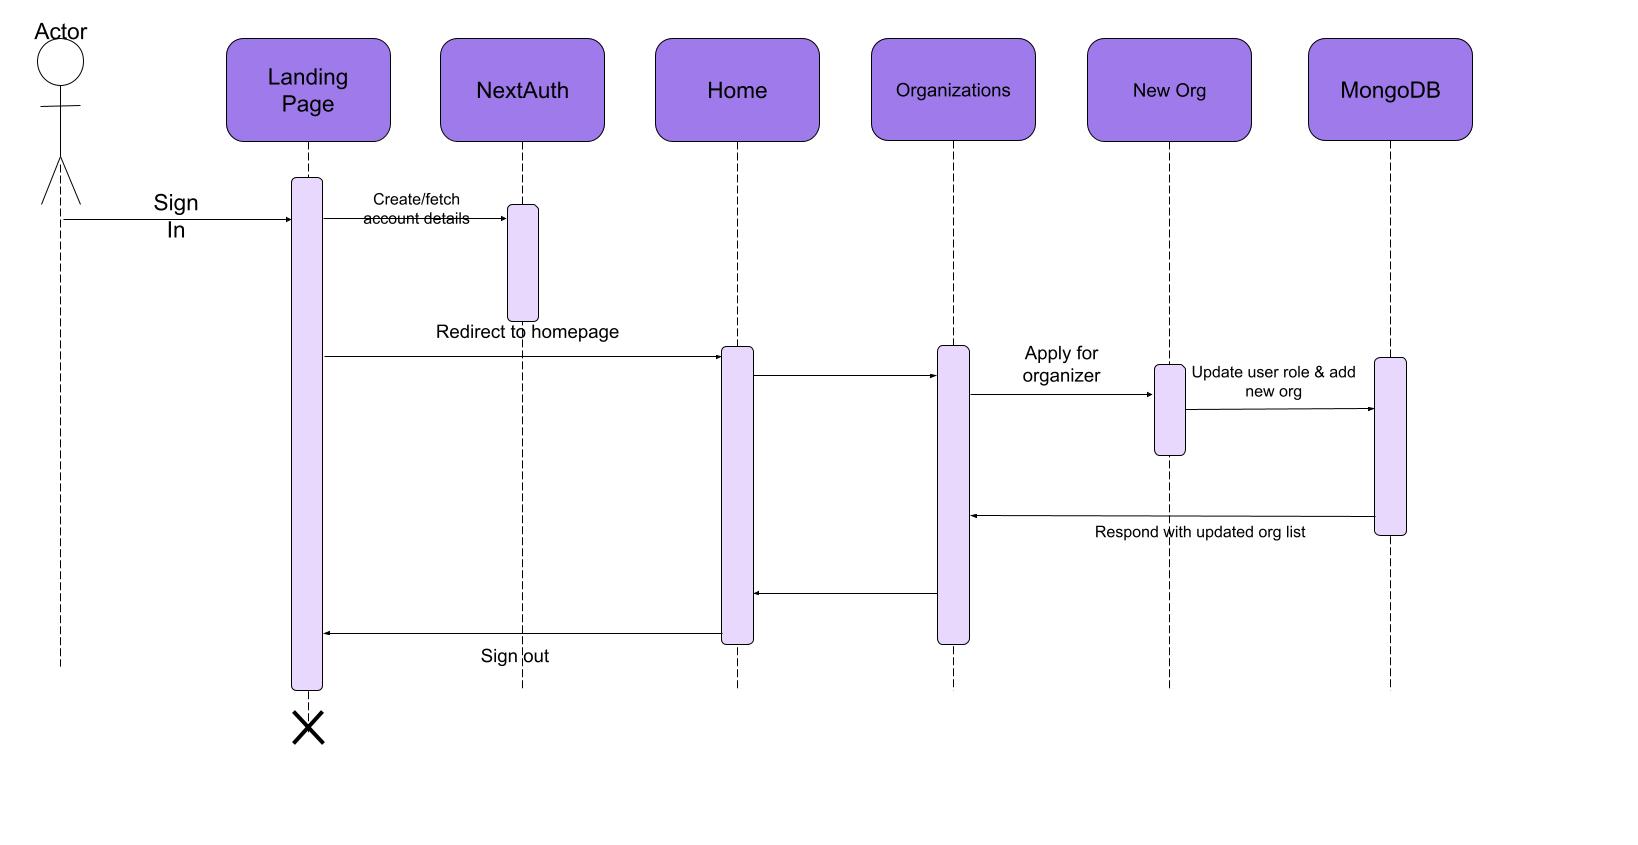 Actor
Landing
Page
NextAuth
Home
Organizations
New Org
MongoDB
Sign
In
Create/fetch
account details
Redirect to homepage
Apply for
organizer
Update user role & add
new org
Respond with updated org list
Sign out